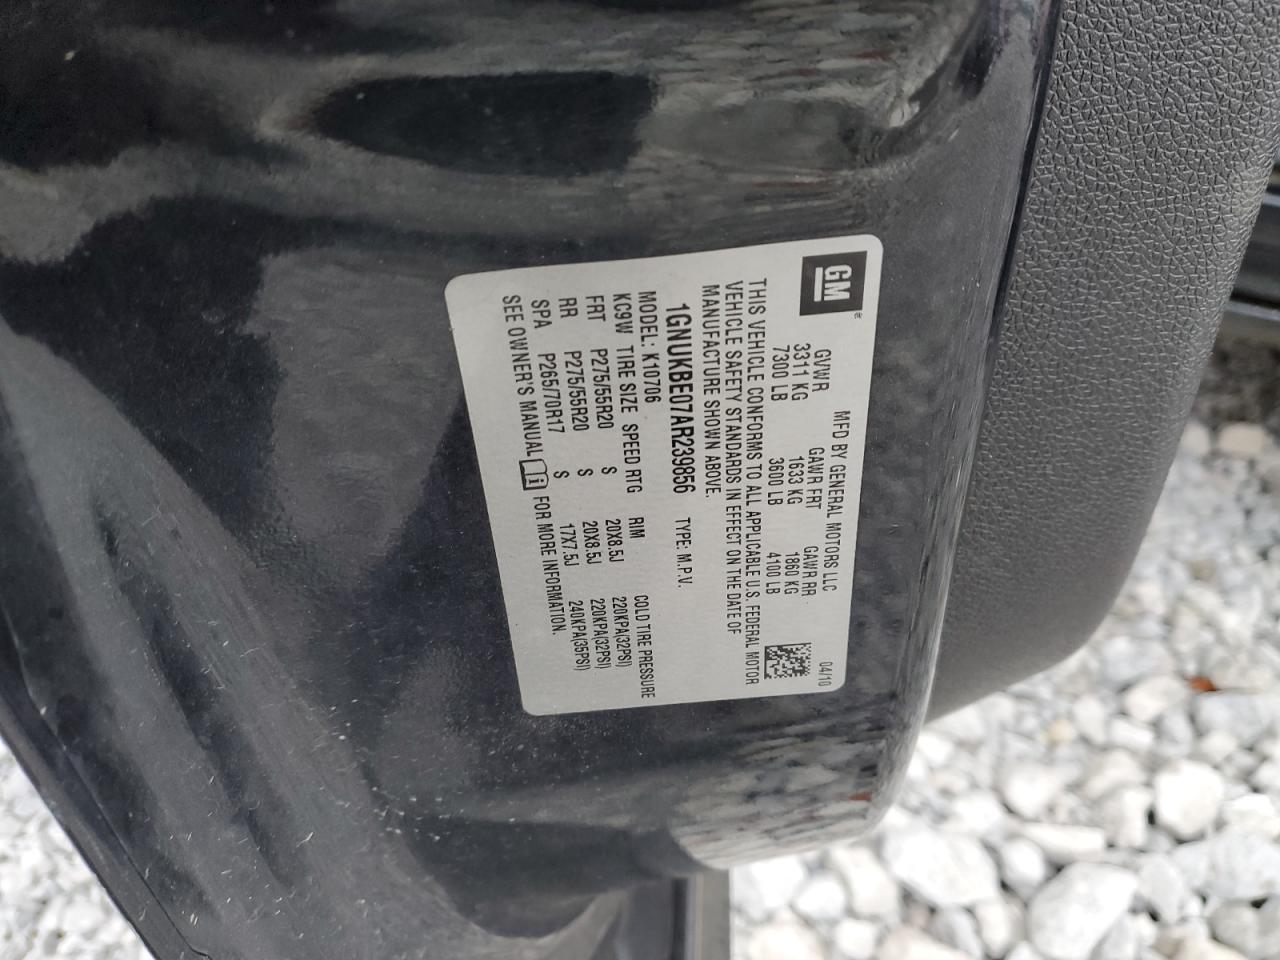 GM
MFD BY GENERAL MOTORS LLC 04/10
GVWR GAWR FRT GAWR RR
3311 KG 1633 KG 1860 KG
7300 LB 3600 LB 4100 LB
THIS VEHICLE CONFORMS TO ALL APPLICABLE U.S. FEDERAL MOTOR
VEHICLE SAFETY STANDARDS IN EFFECT ON THE DATE OF
MANUFACTURE SHOWN ABOVE.
1GNUKBE07AR239856 TYPE: M.P.V.
MODEL: K10706
KC9W TIRE SIZE SPEED RTG RIM COLD TIRE PRESSURE
FRT P275/55R20 S 20X8.5J 220KPA(32PSI)
RR P275/55R20 S 20X8.5J 220KPA(32PSI)
SPA P265/70R17 S 17X7.5J 240KPA(35PSI)
SEE OWNER'S MANUAL i FOR MORE INFORMATION.